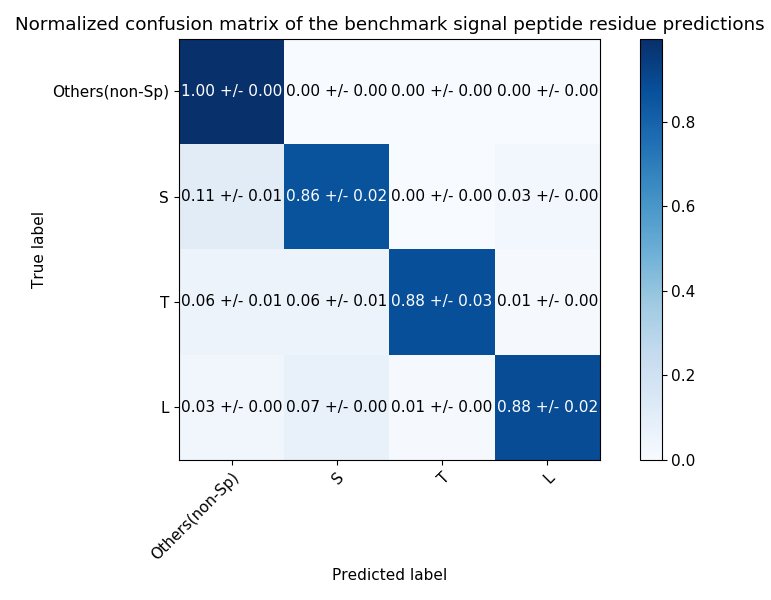 Normalized confusion matrix of the benchmark signal peptide residue predictions
Others(non-Sp) 1.00 +/- 0.00 0.00 +/- 0.00 0.00 +/- 0.00 0.00 +/- 0.00
S 0.11 +/- 0.01 0.86 +/- 0.02 0.00 +/- 0.00 0.03 +/- 0.00
T 0.06 +/- 0.01 0.06 +/- 0.01 0.88 +/- 0.03 0.01 +/- 0.00
L 0.03 +/- 0.00 0.07 +/- 0.00 0.01 +/- 0.00 0.88 +/- 0.02
True label
Others(non-Sp) S T L
Predicted label
0.8
0.6
0.4
0.2
0.0